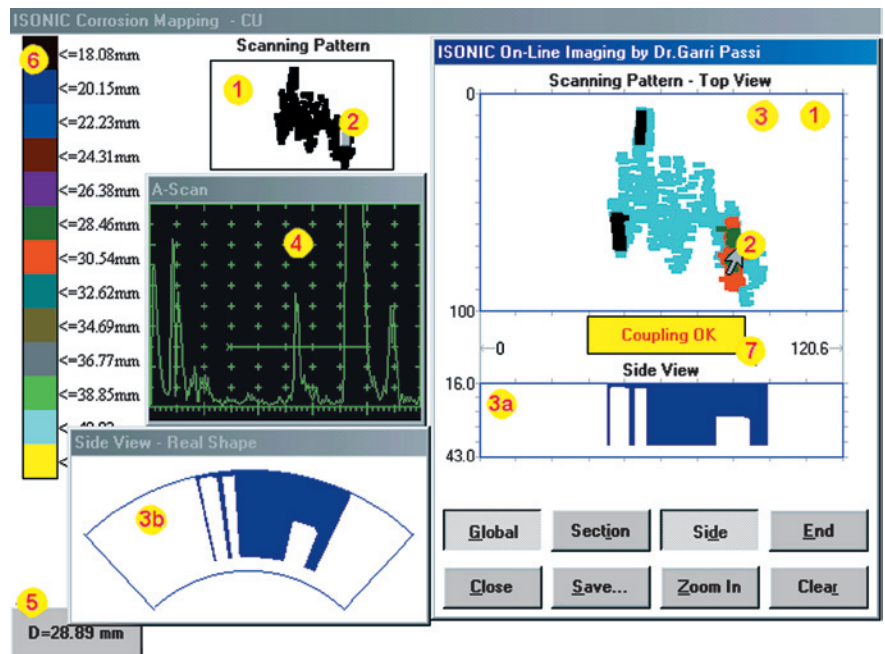 ISONIC Corrosion Mapping - CU
6
<=18.08mm
<=20.15mm
<=22.23mm
<=24.31mm
<=26.38mm
<=28.46mm
<=30.54mm
<=32.62mm
<=34.69mm
<=36.77mm
<=38.85mm
Scanning Pattern
1
2
A-Scan
4
Side View - Real Shape
3b
5
D=28.89 mm
ISONIC On-Line Imaging by Dr.Garri Passi
Scanning Pattern - Top View
0
3
1
2
100
0
Coupling OK
7
120.6
Side View
16.0
3a
43.0
Global
Section
Side
End
Close
Save...
Zoom In
Clear